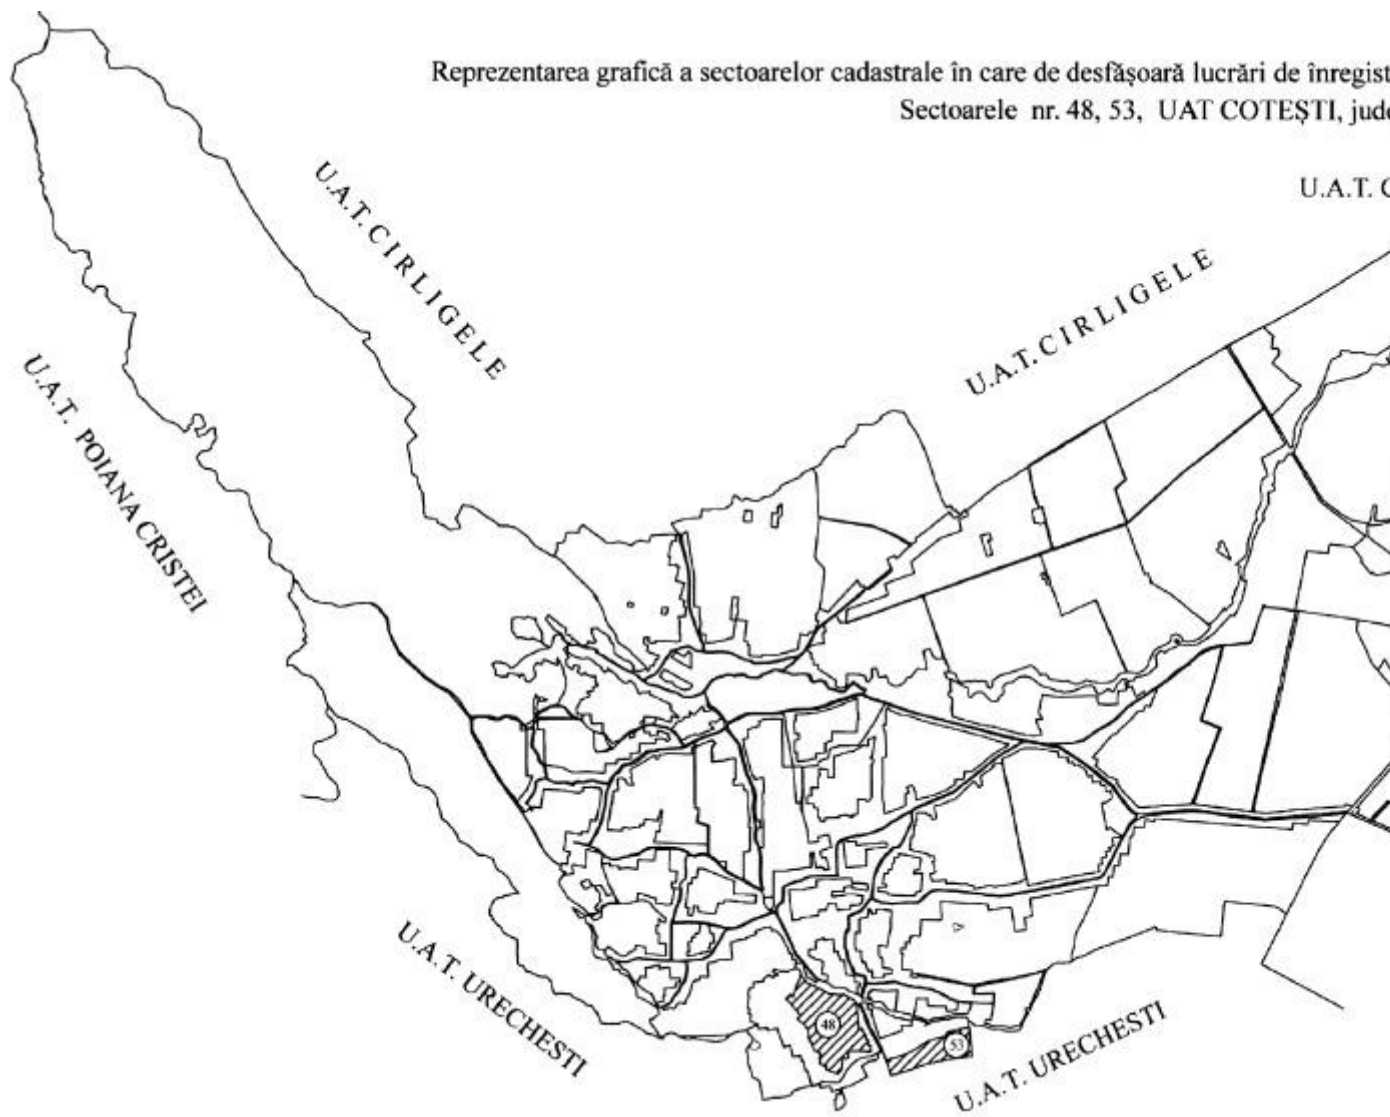 Reprezentarea grafică a sectoarelor cadastrale în care de desfășoară lucrări de înregist
Sectoarele nr. 48, 53, UAT COTEȘTI, jude
U.A.T. C
U.A.T. CIRLIGELE
U.A.T. CIRLIGELE
U.A.T. POIANA CRISTEI
U.A.T. URECHESTI
48
53
U.A.T. URECHESTI